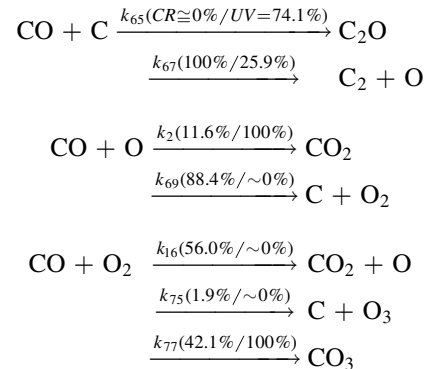 CO + C k65(CR≅0%/UV=74.1%) → C2O
k67(100%/25.9%) → C2 + O
CO + O k2(11.6%/100%) → CO2
k69(88.4%/~0%) → C + O2
CO + O2 k16(56.0%/~0%) → CO2 + O
k75(1.9%/~0%) → C + O3
k77(42.1%/100%) → CO3